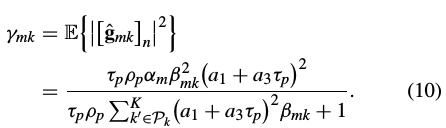 γ_{mk} = 𝔼{|[ĝ_{mk}]_n|^2}
= \frac{τ_p ρ_p α_m β_{mk}^2 (a_1 + a_3 τ_p)^2}{τ_p ρ_p ∑_{k′∈𝒫_k}^{K} (a_1 + a_3 τ_p)^2 β_{mk} + 1}. (10)